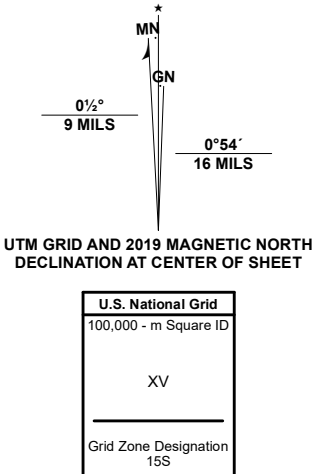 ★
MN
GN
0½°
9 MILS
0°54´
16 MILS
UTM GRID AND 2019 MAGNETIC NORTH
DECLINATION AT CENTER OF SHEET
U.S. National Grid
100,000 - m Square ID
XV
Grid Zone Designation
15S